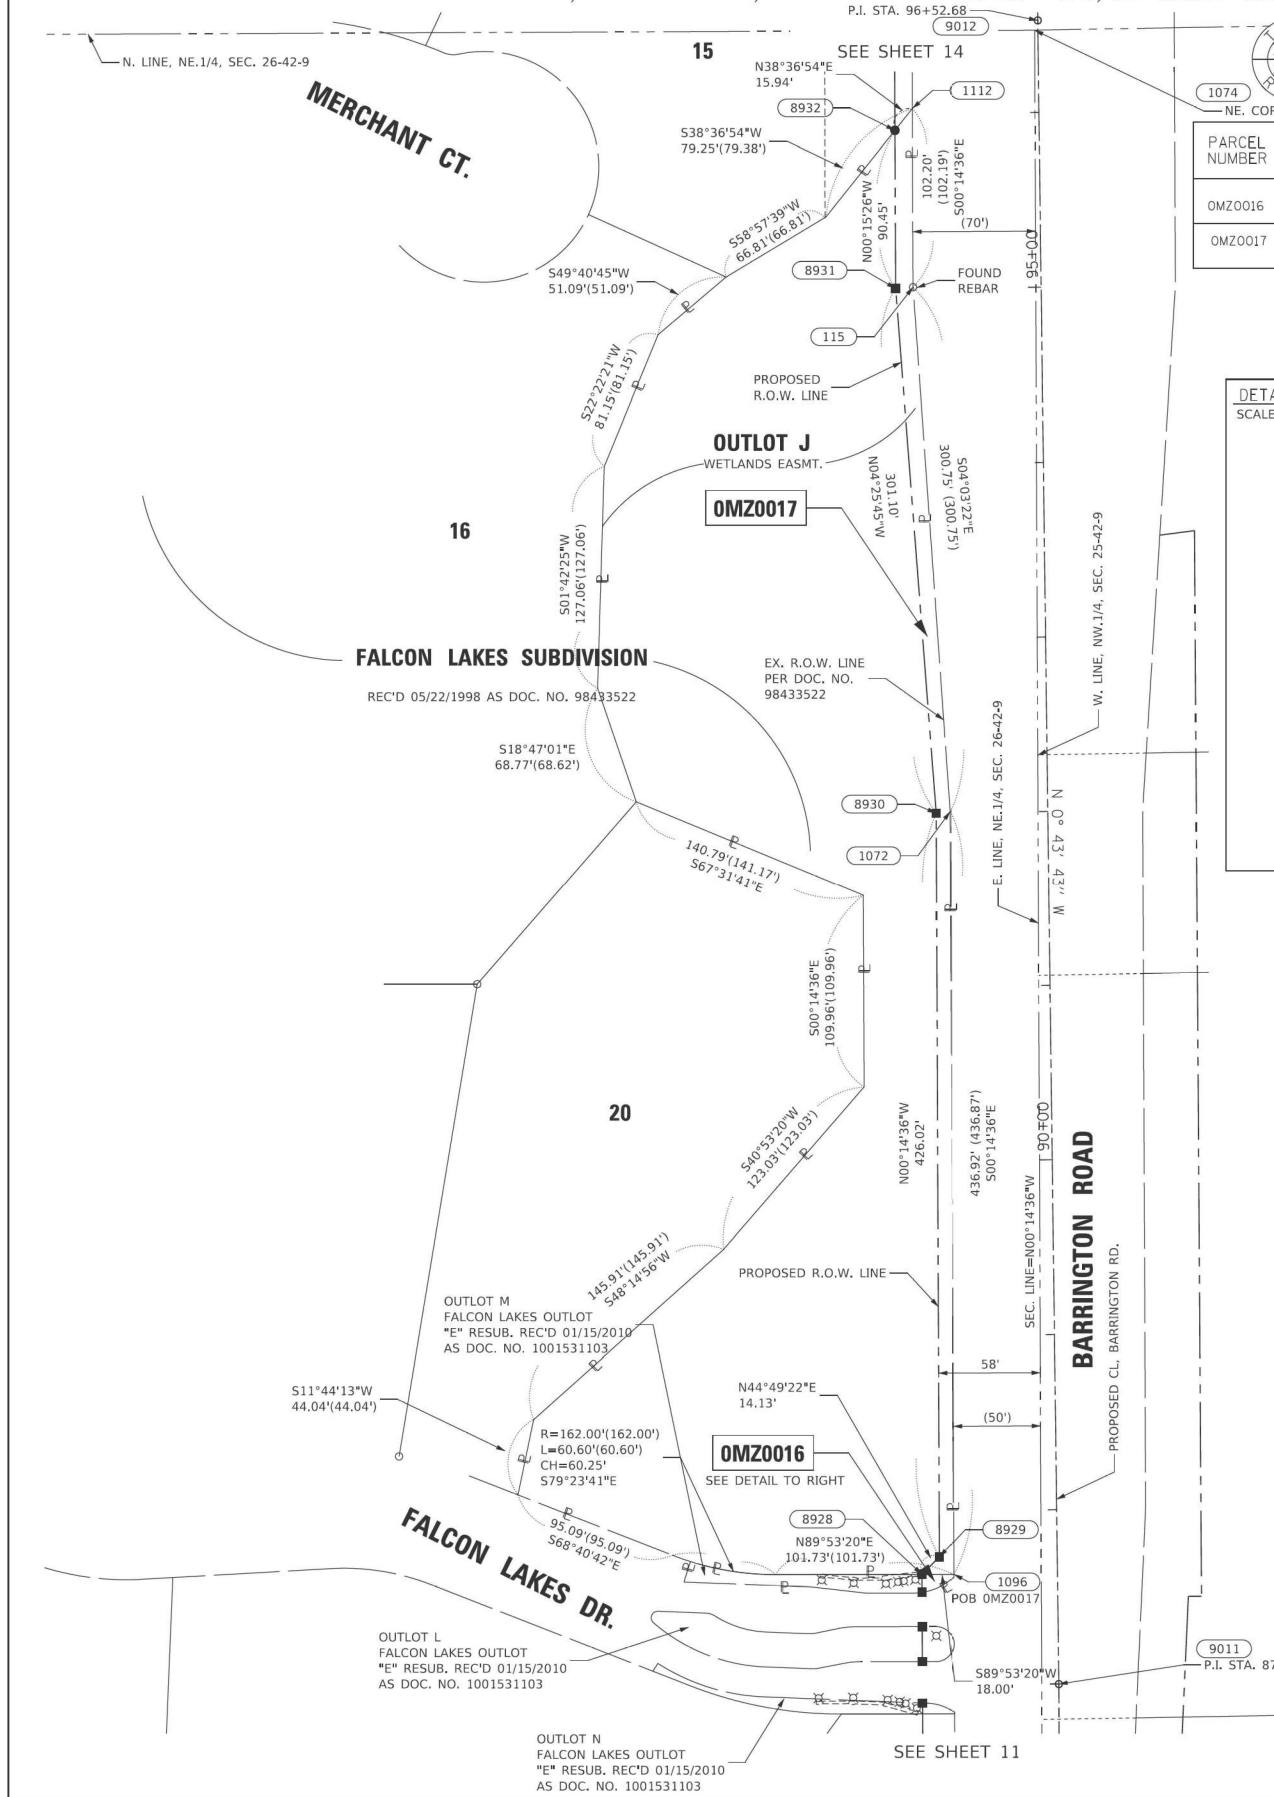 P.I. STA. 96+52.68
9012
15
SEE SHEET 14
N. LINE, NE.1/4, SEC. 26-42-9
N38°36'54"E
15.94'
1112
1074
NE. COR
MERCHANT CT.
8932
S38°36'54"W
79.25'(79.38')
PARCEL
NUMBER
0MZ0016
0MZ0017
102.20'
(102.19')
S00°14'36"E
N00°15'26"W
90.45'
(70')
95+00
S58°57'39"W
66.81'(66.81')
S49°40'45"W
51.09'(51.09')
8931
FOUND
REBAR
115
S22°22'21"W
81.15'(81.15')
PROPOSED
R.O.W. LINE
DETA
SCALE
OUTLOT J
WETLANDS EASMT.
0MZ0017
301.10'
N04°25'45"W
S04°03'22"E
300.75' (300.75')
16
S01°42'25"W
127.06'(127.06')
W. LINE, NW.1/4, SEC. 25-42-9
FALCON LAKES SUBDIVISION
REC'D 05/22/1998 AS DOC. NO. 98433522
EX. R.O.W. LINE
PER DOC. NO.
98433522
S18°47'01"E
68.77'(68.62')
E. LINE, NE.1/4, SEC. 26-42-9
N 0° 43' 43" W
8930
1072
140.79'(141.17')
S67°31'41"E
S00°14'36"E
109.96'(109.96')
20
S40°53'20"W
123.03'(123.03')
N00°14'36"W
426.02'
436.92' (436.87')
S00°14'36"E
90+00
SEC. LINE=N00°14'36"W
BARRINGTON ROAD
PROPOSED CL, BARRINGTON RD.
145.91'(145.91')
S48°14'56"W
PROPOSED R.O.W. LINE
OUTLOT M
FALCON LAKES OUTLOT
"E" RESUB. REC'D 01/15/2010
AS DOC. NO. 1001531103
58'
S11°44'13"W
44.04'(44.04')
N44°49'22"E
14.13'
(50')
R=162.00'(162.00')
L=60.60'(60.60')
CH=60.25'
S79°23'41"E
0MZ0016
SEE DETAIL TO RIGHT
FALCON LAKES DR.
95.09'(95.09')
S68°40'42"E
8928
8929
N89°53'20"E
101.73'(101.73')
1096
POB 0MZ0017
OUTLOT L
FALCON LAKES OUTLOT
"E" RESUB. REC'D 01/15/2010
AS DOC. NO. 1001531103
9011
P.I. STA. 87
S89°53'20"W
18.00'
OUTLOT N
FALCON LAKES OUTLOT
"E" RESUB. REC'D 01/15/2010
AS DOC. NO. 1001531103
SEE SHEET 11